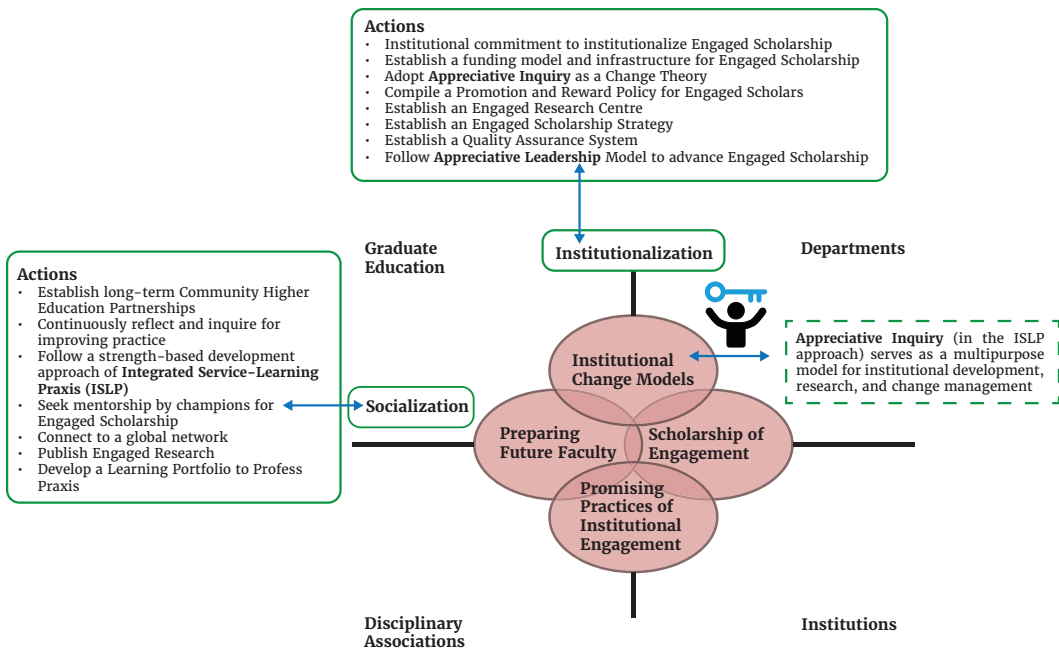 Actions
• Institutional commitment to institutionalize Engaged Scholarship
• Establish a funding model and infrastructure for Engaged Scholarship
• Adopt Appreciative Inquiry as a Change Theory
• Compile a Promotion and Reward Policy for Engaged Scholars
• Establish an Engaged Research Centre
• Establish an Engaged Scholarship Strategy
• Establish a Quality Assurance System
• Follow Appreciative Leadership Model to advance Engaged Scholarship
Graduate
Education
Institutionalization
Departments
Actions
• Establish long-term Community Higher
Education Partnerships
• Continuously reflect and inquire for
improving practice
• Follow a strength-based development
approach of Integrated Service-Learning
Praxis (ISLP)
• Seek mentorship by champions for
Engaged Scholarship
• Connect to a global network
• Publish Engaged Research
• Develop a Learning Portfolio to Profess
Praxis
Socialization
Institutional
Change Models
Appreciative Inquiry (in the ISLP
approach) serves as a multipurpose
model for institutional development,
research, and change management
Preparing
Future Faculty
Scholarship of
Engagement
Promising
Practices of
Institutional
Engagement
Disciplinary
Associations
Institutions